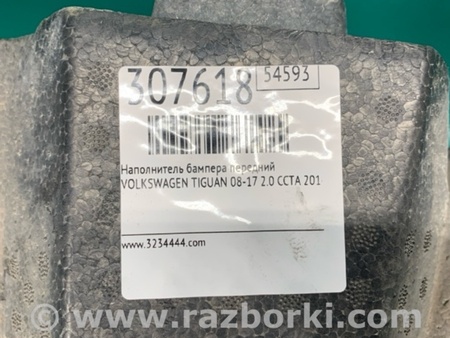 307618 54593
Наполнитель бампера передний
VOLKSWAGEN TIGUAN 08-17 2.0 CCTA 201
www.3234444.com
www.razborki.com